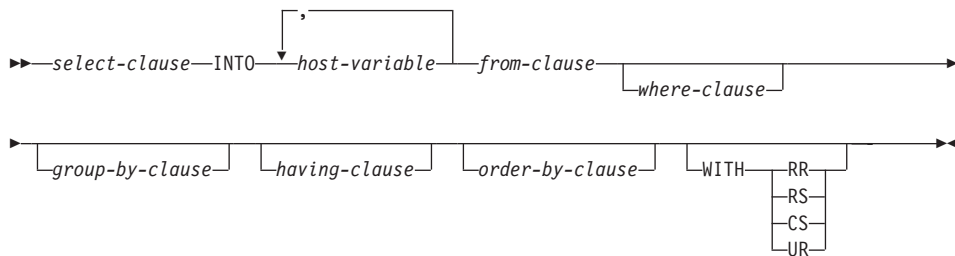 ,
select-clause INTO host-variable from-clause
where-clause
group-by-clause having-clause order-by-clause WITH RR
RS
CS
UR